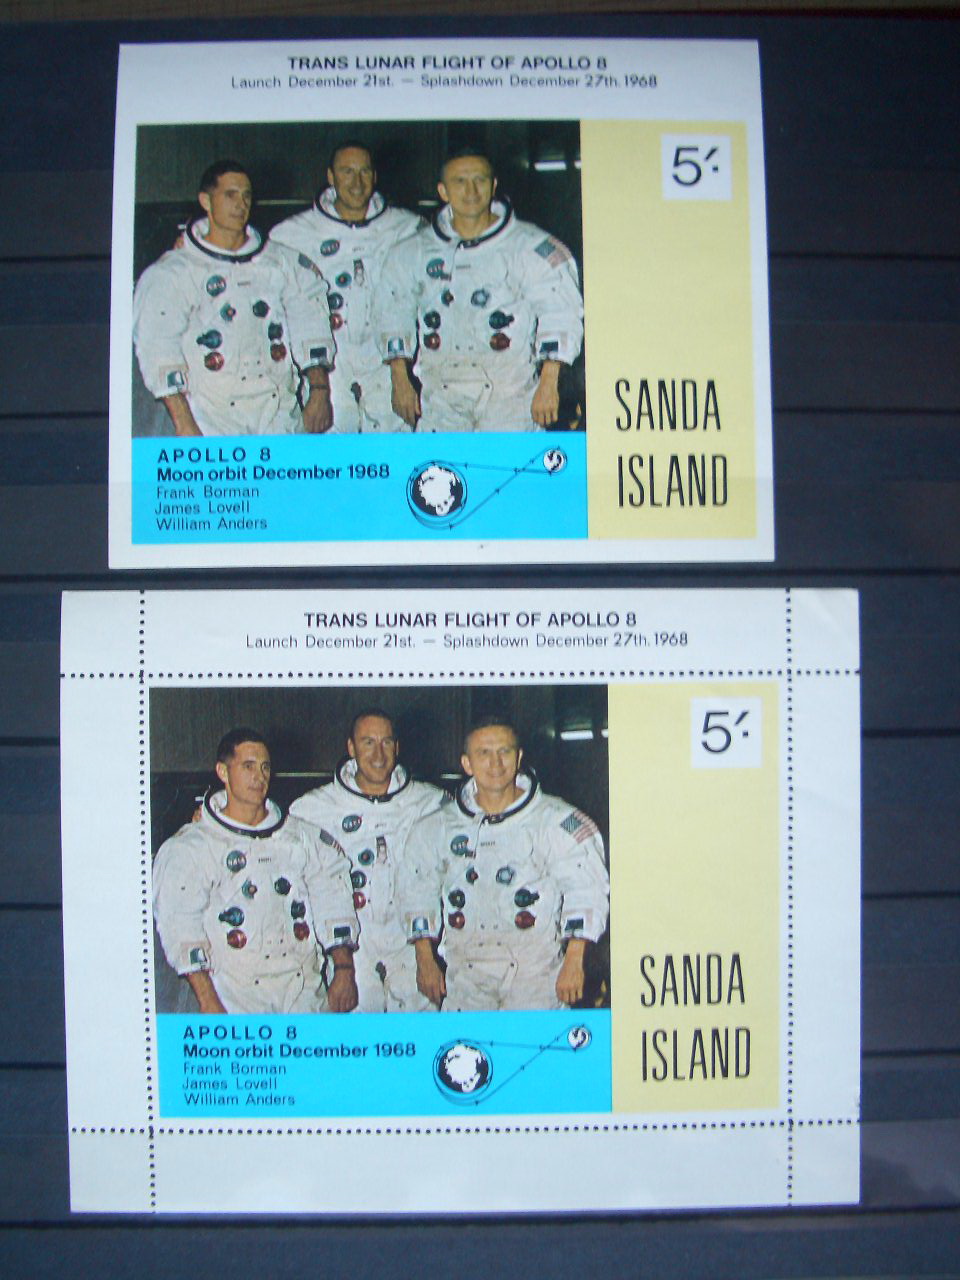 TRANS LUNAR FLIGHT OF APOLLO 8
Launch December 21st. — Splashdown December 27th. 1968
5′·
SANDA
ISLAND
APOLLO 8
Moon orbit December 1968
Frank Borman
James Lovell
William Anders
TRANS LUNAR FLIGHT OF APOLLO 8
Launch December 21st. — Splashdown December 27th. 1968
5′·
SANDA
ISLAND
APOLLO 8
Moon orbit December 1968
Frank Borman
James Lovell
William Anders